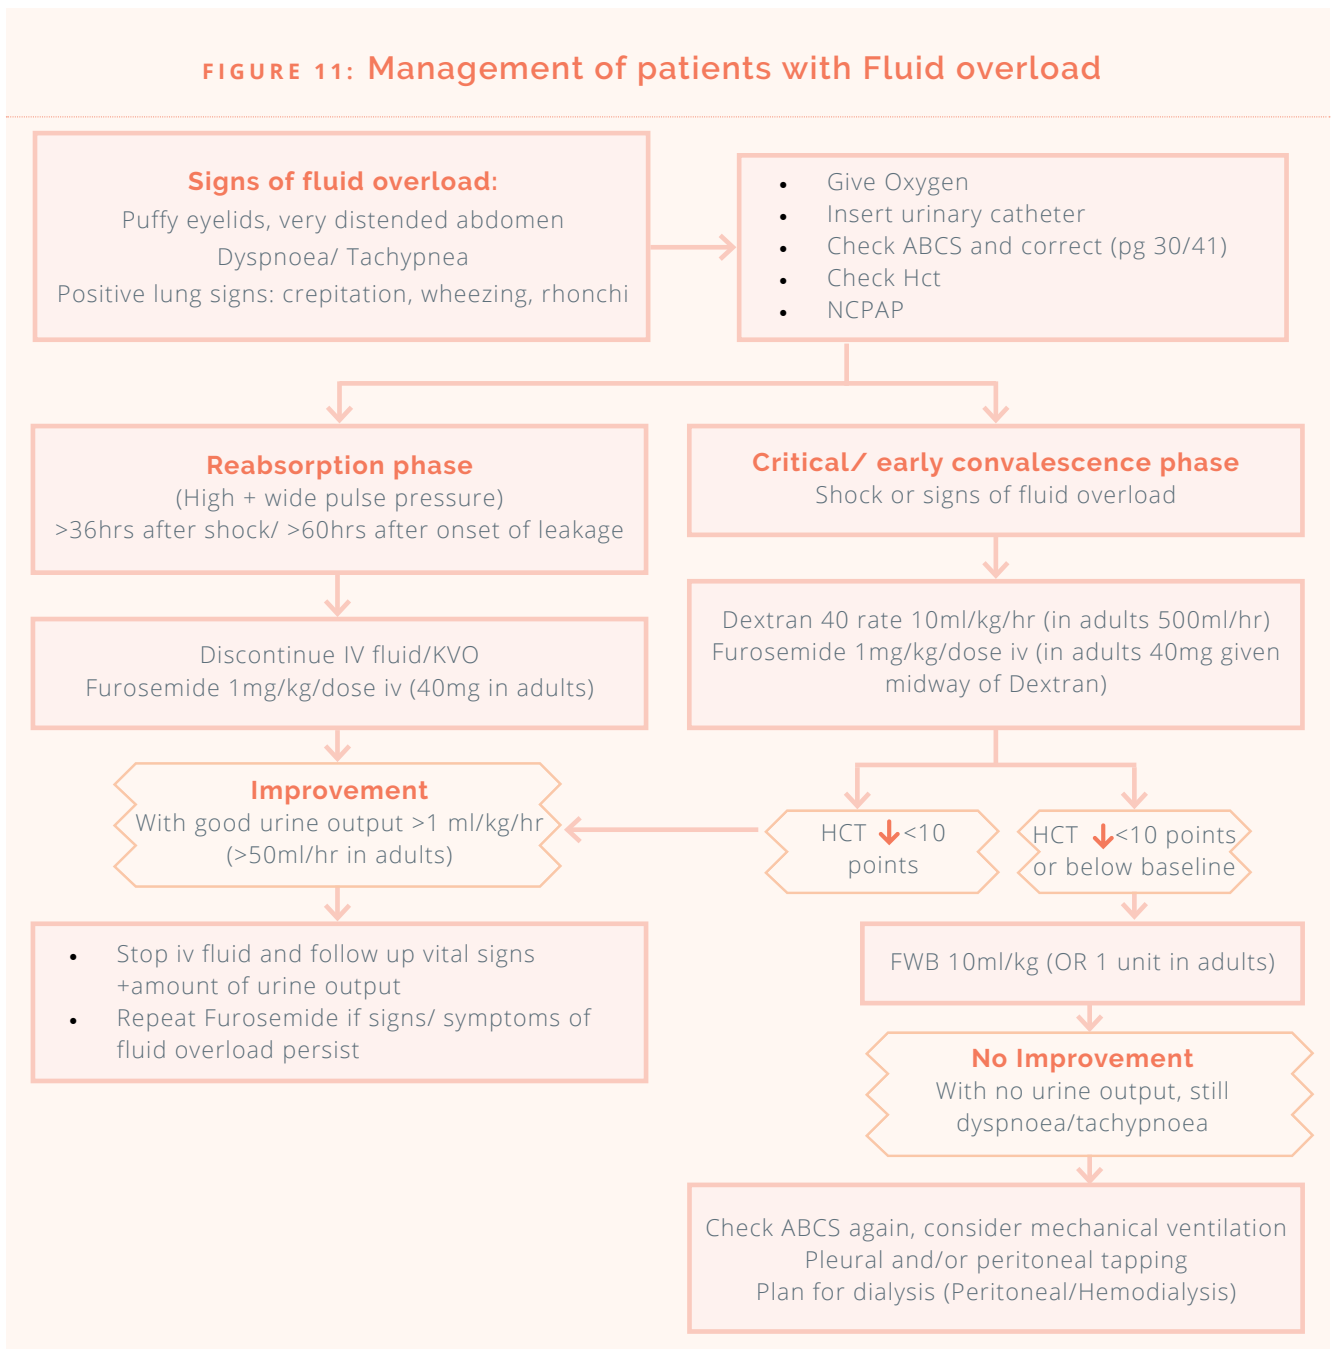 FIGURE 11: Management of patients with Fluid overload
Signs of fluid overload:
Puffy eyelids, very distended abdomen
Dyspnoea/ Tachypnea
Positive lung signs: crepitation, wheezing, rhonchi
• Give Oxygen
• Insert urinary catheter
• Check ABCS and correct (pg 30/41)
• Check Hct
• NCPAP
Reabsorption phase
(High + wide pulse pressure)
>36hrs after shock/ >60hrs after onset of leakage
Critical/ early convalescence phase
Shock or signs of fluid overload
Discontinue IV fluid/KVO
Furosemide 1mg/kg/dose iv (40mg in adults)
Dextran 40 rate 10ml/kg/hr (in adults 500ml/hr)
Furosemide 1mg/kg/dose iv (in adults 40mg given
midway of Dextran)
Improvement
With good urine output >1 ml/kg/hr
(>50ml/hr in adults)
HCT ↓<10
points
HCT ↓<10 points
or below baseline
• Stop iv fluid and follow up vital signs
+amount of urine output
• Repeat Furosemide if signs/ symptoms of
fluid overload persist
FWB 10ml/kg (OR 1 unit in adults)
No Improvement
With no urine output, still
dyspnoea/tachypnoea
Check ABCS again, consider mechanical ventilation
Pleural and/or peritoneal tapping
Plan for dialysis (Peritoneal/Hemodialysis)